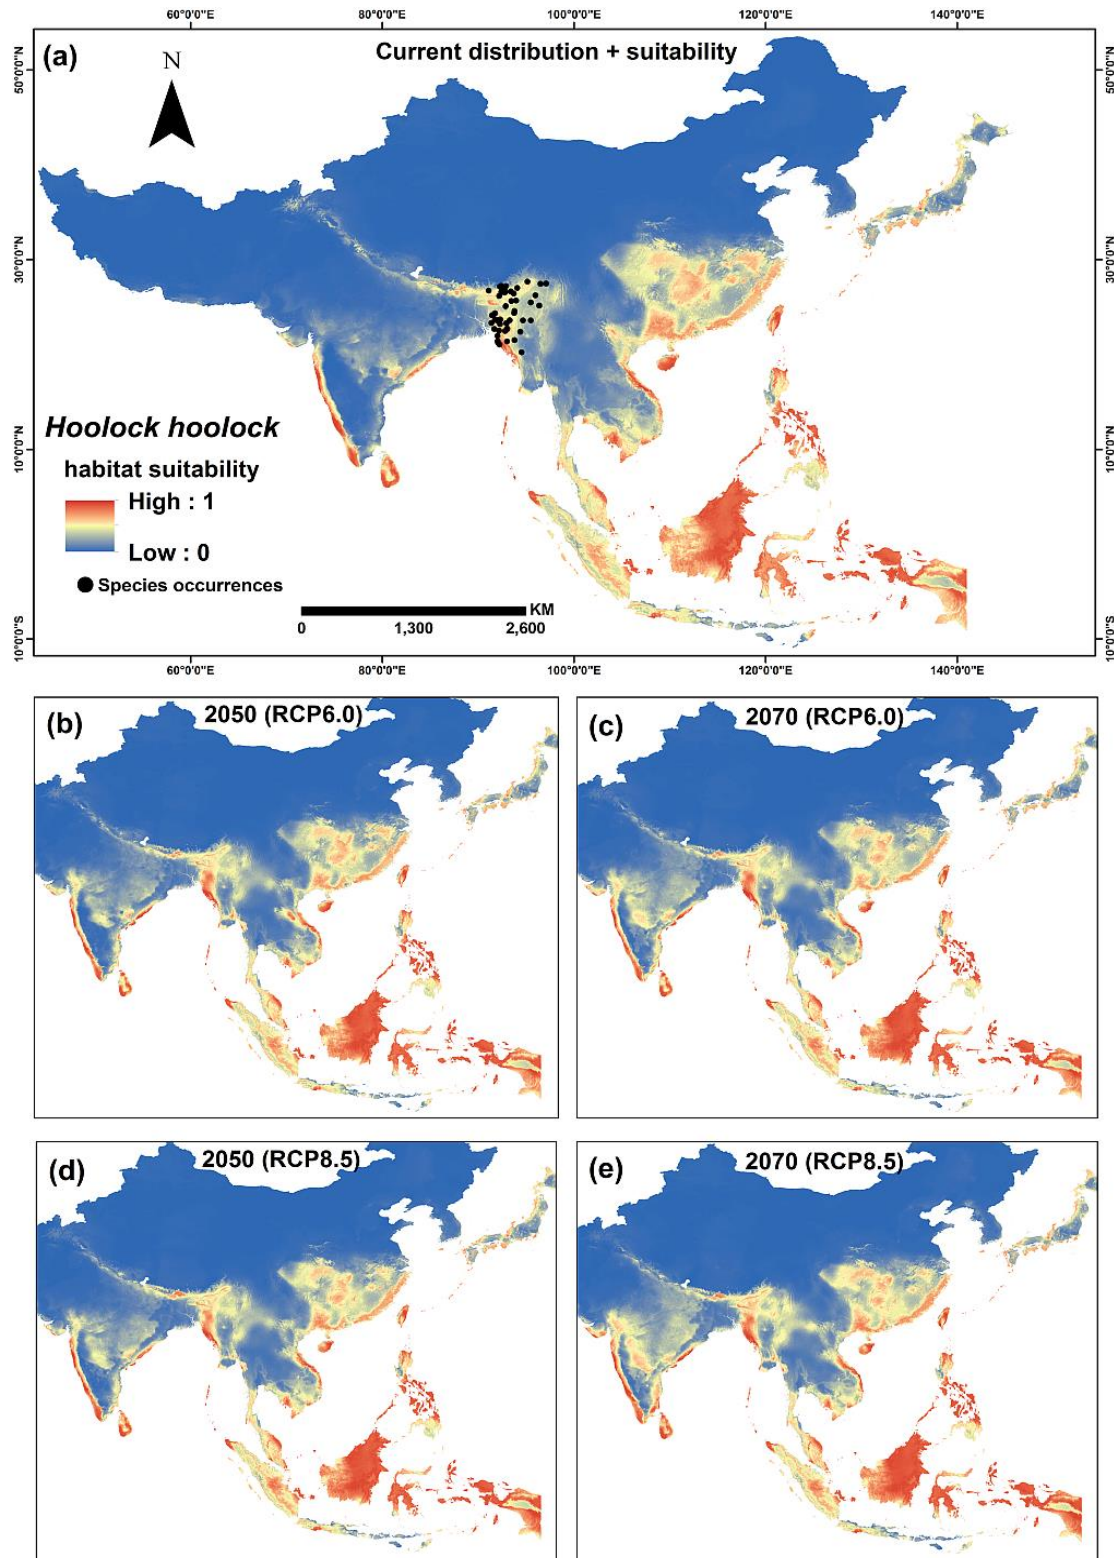 60°0'0"E 80°0'0"E 100°0'0"E 120°0'0"E 140°0'0"E
(a)
Current distribution + suitability
N
50°0'0"N
50°0'0"N
30°0'0"N
30°0'0"N
10°0'0"N
10°0'0"N
10°0'0"S
10°0'0"S
Hoolock hoolock
habitat suitability
High : 1
Low : 0
Species occurrences
KM
0 1,300 2,600
60°0'0"E 80°0'0"E 100°0'0"E 120°0'0"E 140°0'0"E
(b)
2050 (RCP6.0)
(c)
2070 (RCP6.0)
(d)
2050 (RCP8.5)
(e)
2070 (RCP8.5)